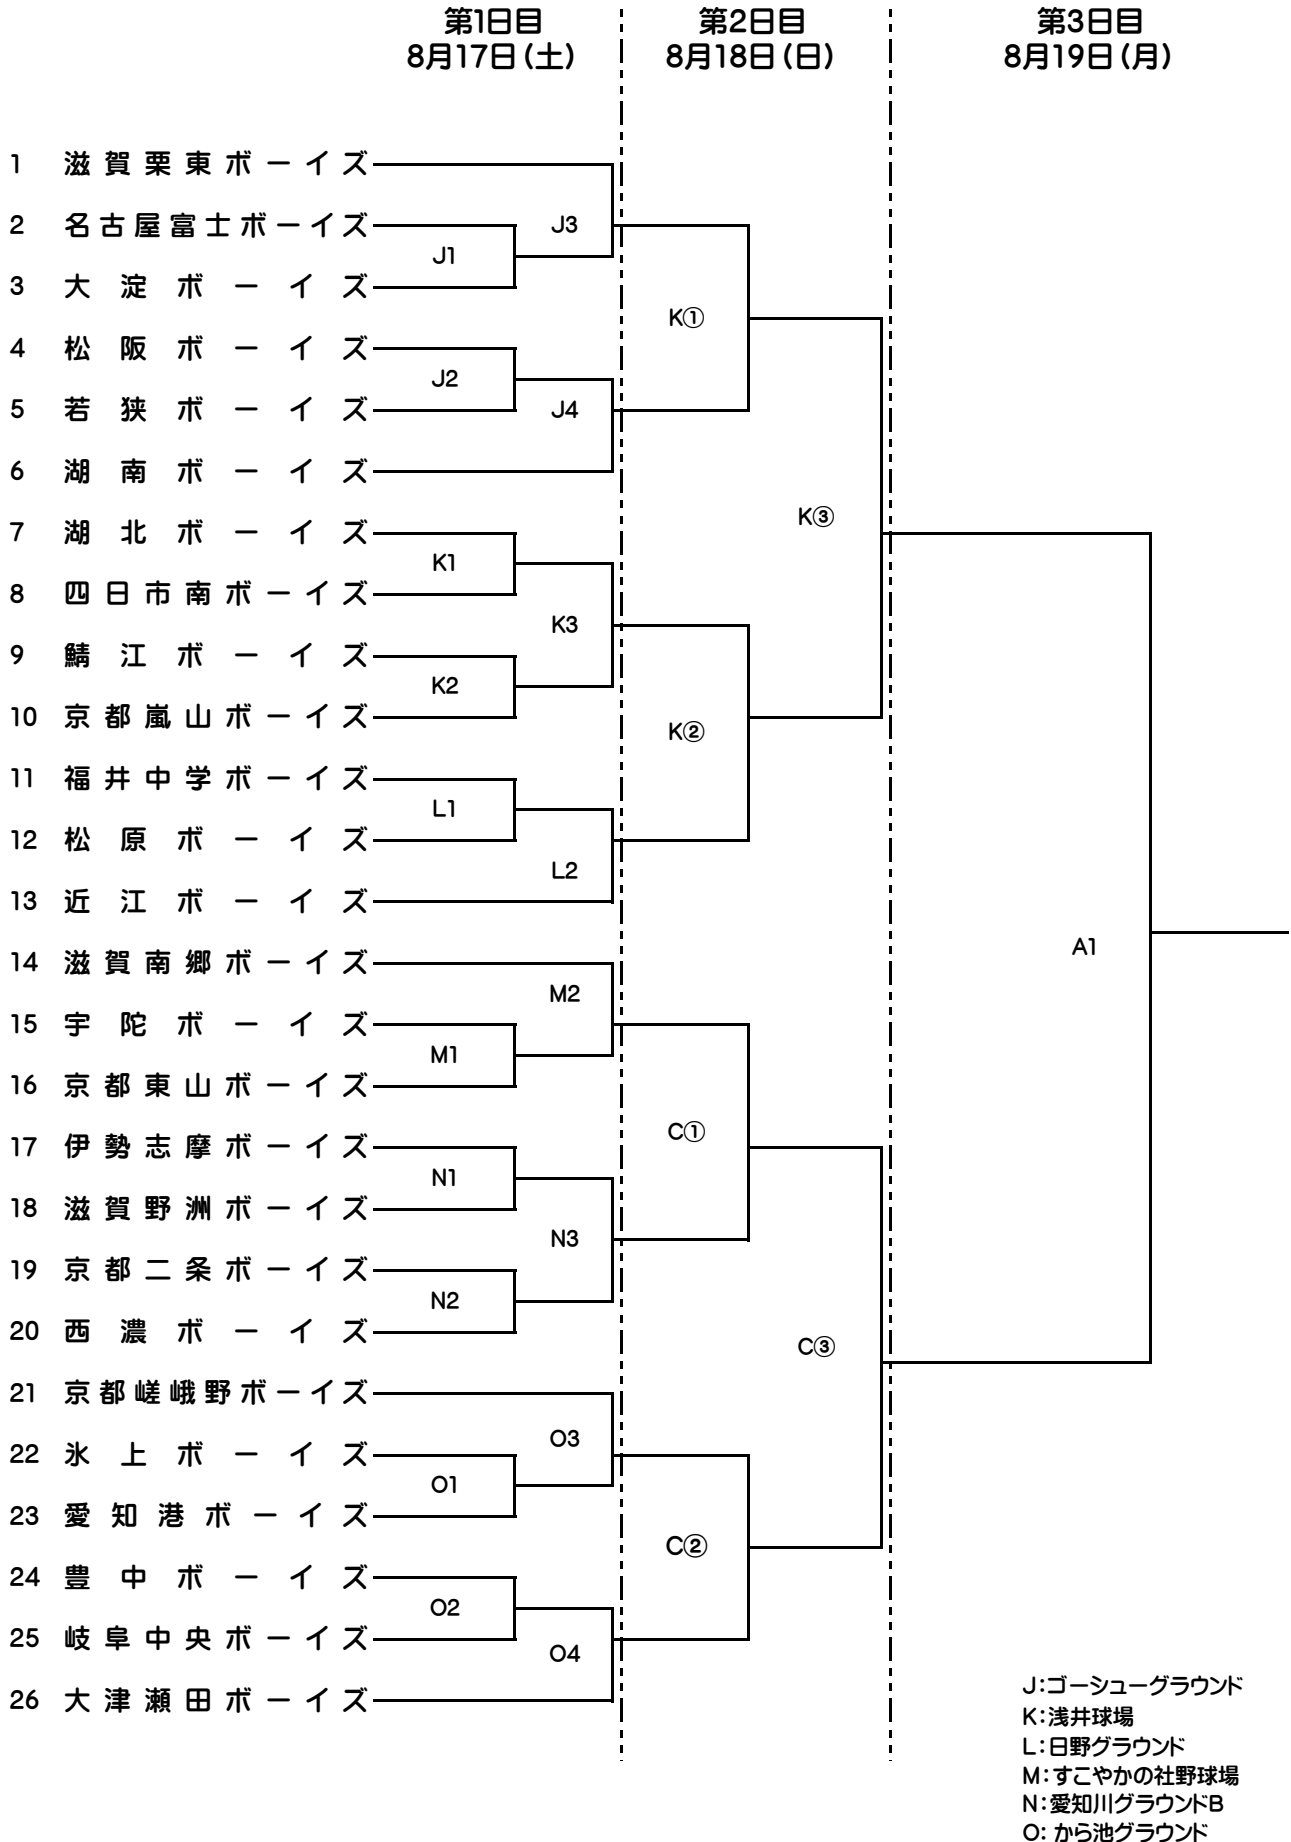 第1日目 第2日目 第3日目
8月17日(土) 8月18日(日) 8月19日(月)
1 滋賀栗東ボーイズ
2 名古屋富士ボーイズ J3
J1
3 大淀ボーイズ
K①
4 松阪ボーイズ
J2
5 若狭ボーイズ J4
6 湖南ボーイズ
K③
7 湖北ボーイズ
K1
8 四日市南ボーイズ
K3
9 鯖江ボーイズ
K2
10 京都嵐山ボーイズ
K②
11 福井中学ボーイズ
L1
12 松原ボーイズ
L2
13 近江ボーイズ
A1
14 滋賀南郷ボーイズ
M2
15 宇陀ボーイズ
M1
16 京都東山ボーイズ
C①
17 伊勢志摩ボーイズ
N1
18 滋賀野洲ボーイズ
N3
19 京都二条ボーイズ
N2
20 西濃ボーイズ
C③
21 京都嵯峨野ボーイズ
O3
22 氷上ボーイズ
O1
23 愛知港ボーイズ
C②
24 豊中ボーイズ
O2
25 岐阜中央ボーイズ
O4
26 大津瀬田ボーイズ
J:ゴーシューグラウンド
K:浅井球場
L:日野グラウンド
M:すこやかの社野球場
N:愛知川グラウンドB
O:から池グラウンド